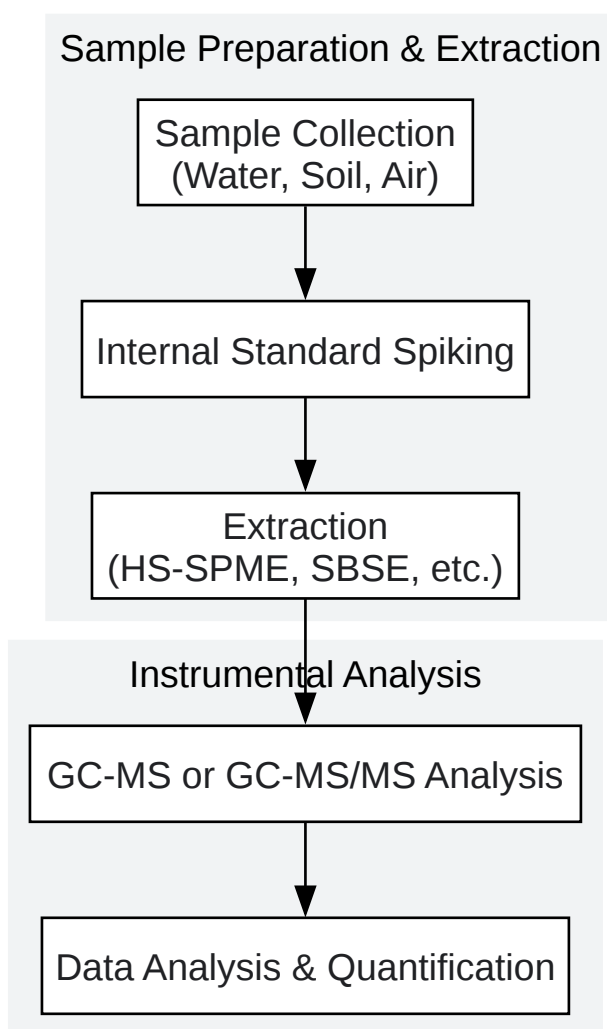 Sample Preparation & Extraction
Sample Collection
(Water, Soil, Air)
Internal Standard Spiking
Extraction
(HS-SPME, SBSE, etc.)
Instrumental Analysis
GC-MS or GC-MS/MS Analysis
Data Analysis & Quantification